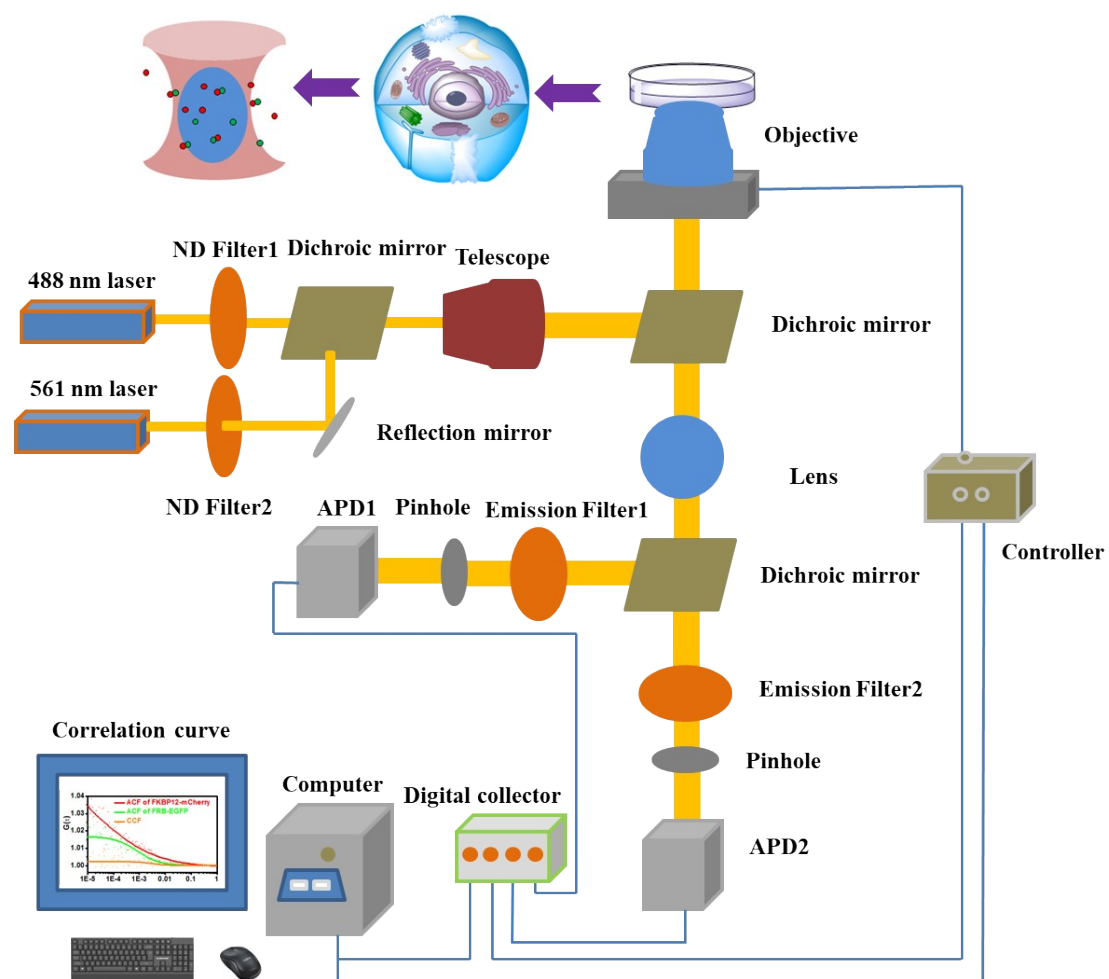 Objective
ND Filter1
Dichroic mirror
Telescope
488 nm laser
Dichroic mirror
561 nm laser
Reflection mirror
Lens
ND Filter2
APD1
Pinhole
Emission Filter1
Controller
Dichroic mirror
Emission Filter2
Correlation curve
Pinhole
Computer
Digital collector
1.04
ACF of FKBP12-mCherry
1.03
ACF of FRB-EGFP
CCF
G(τ)
1.02
1.01
1.00
1E-5 1E-4 1E-3 0.01 0.1 1
APD2